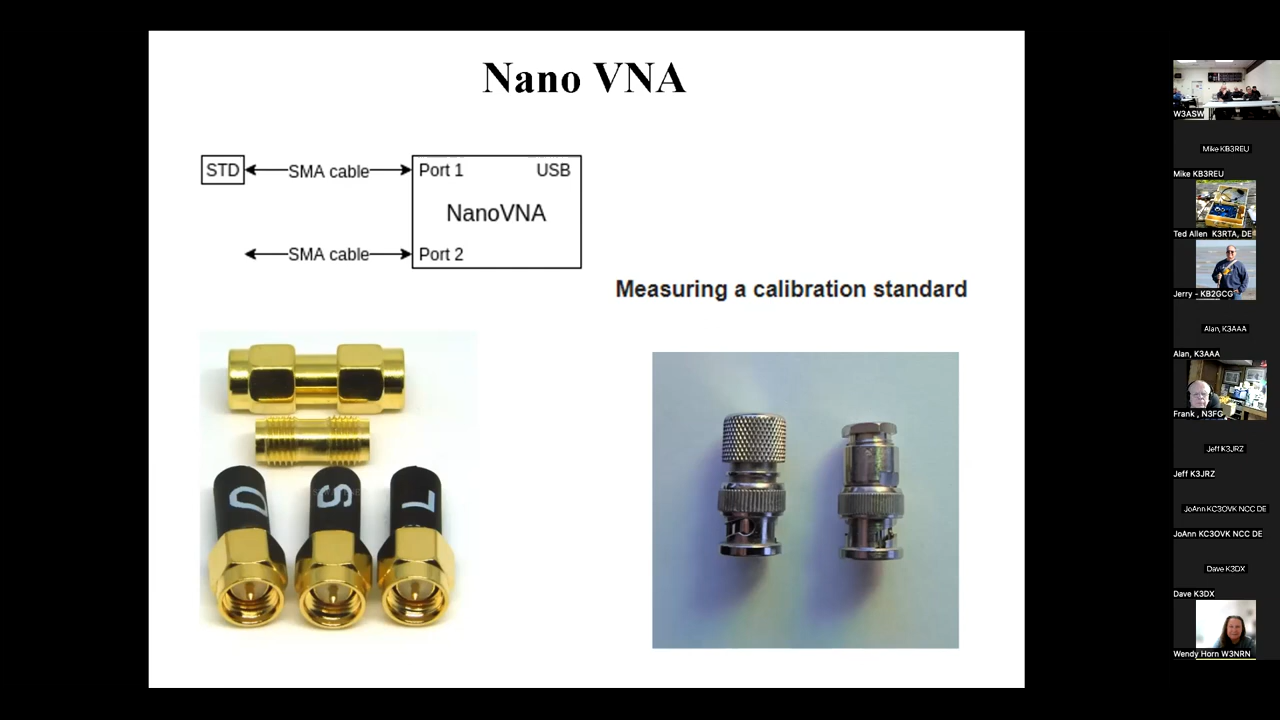 Nano VNA
STD
SMA cable
Port 1
USB
NanoVNA
SMA cable
Port 2
Measuring a calibration standard
O
S
L
W3ASW
Mike KB3REU
Mike KB3REU
Ted Allen K3RTA, DE
Jerry - KB2GCG
Alan, K3AAA
Alan, K3AAA
Frank , N3FG
Jeff K3JRZ
Jeff K3JRZ
JoAnn KC3OVK NCC DE
JoAnn KC3OVK NCC DE
Dave K3DX
Dave K3DX
Wendy Horn W3NRN